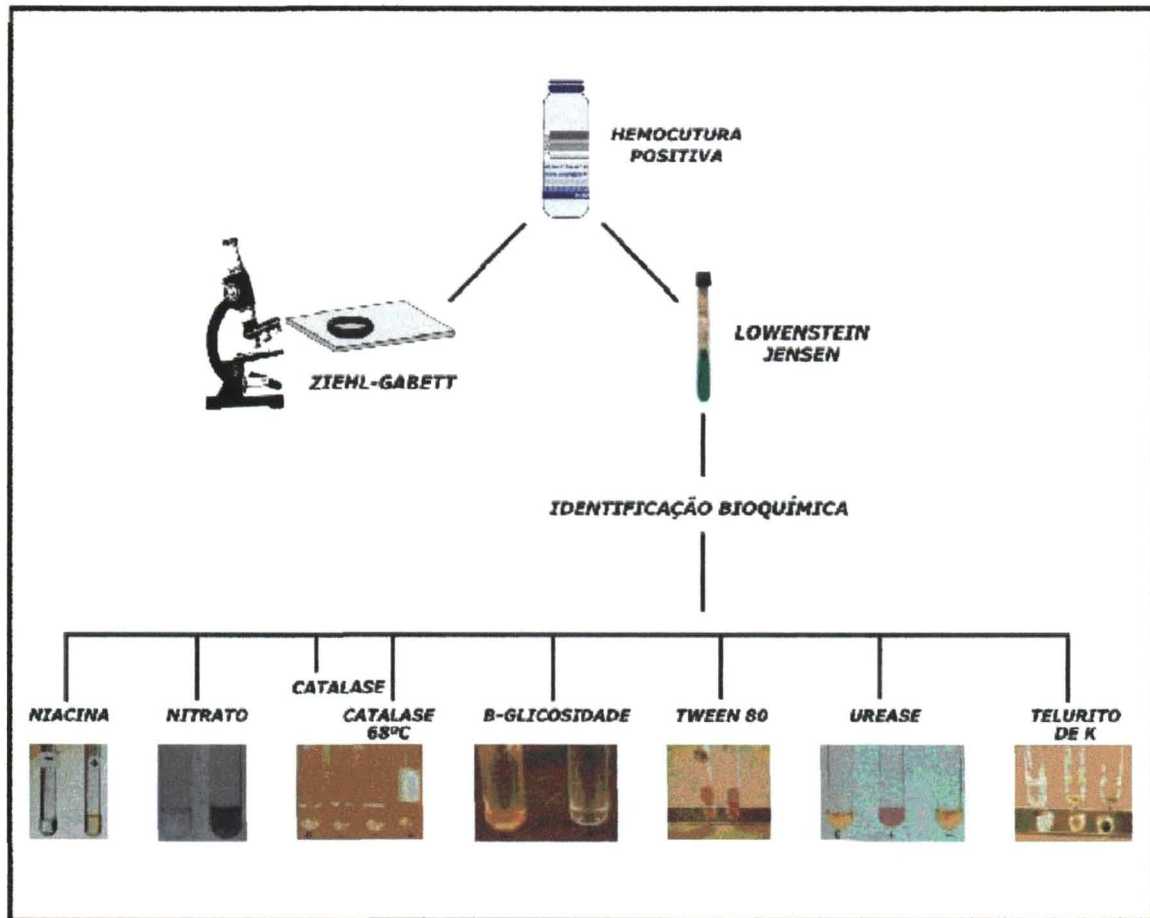 HEMOCUTURA
POSITIVA
ZIEHL-GABETT
LOWENSTEIN
JENSEN
IDENTIFICAÇÃO BIOQUÍMICA
CATALASE
NIACINA
NITRATO
CATALASE
68ºC
B-GLICOSIDADE
TWEEN 80
UREASE
TELURITO
DE K